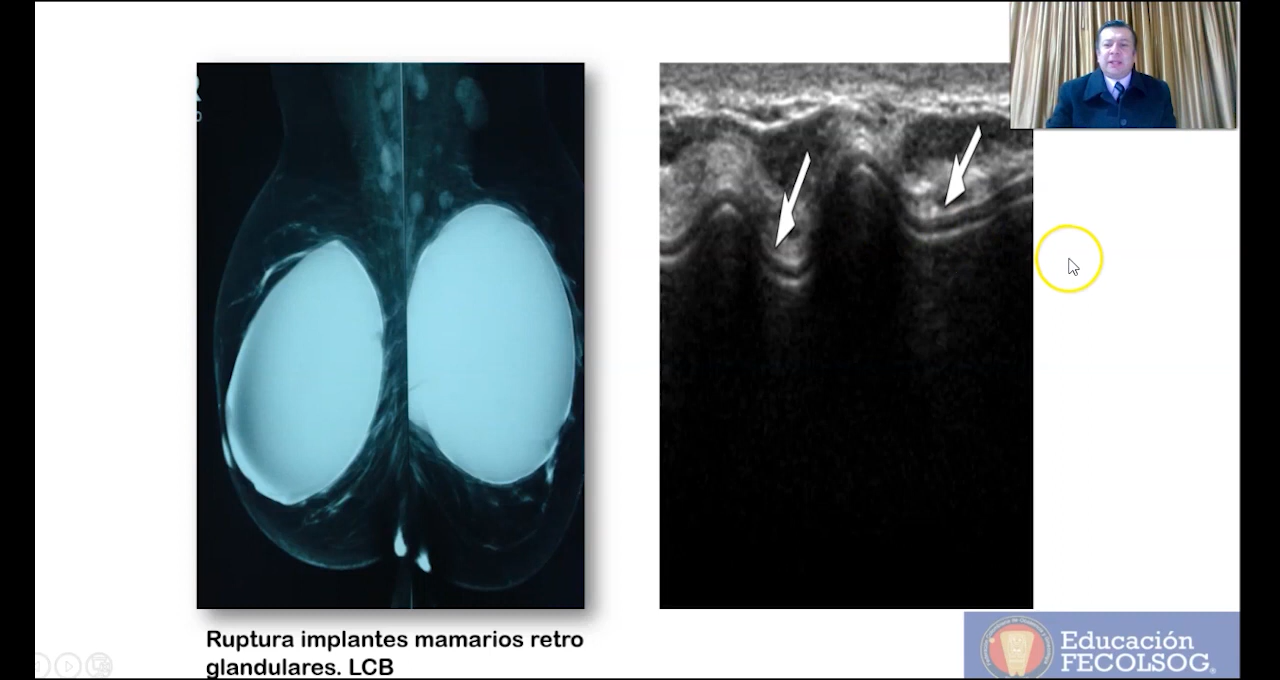 R
Ruptura implantes mamarios retro
glandulares. LCB
Educación
FECOLSOG